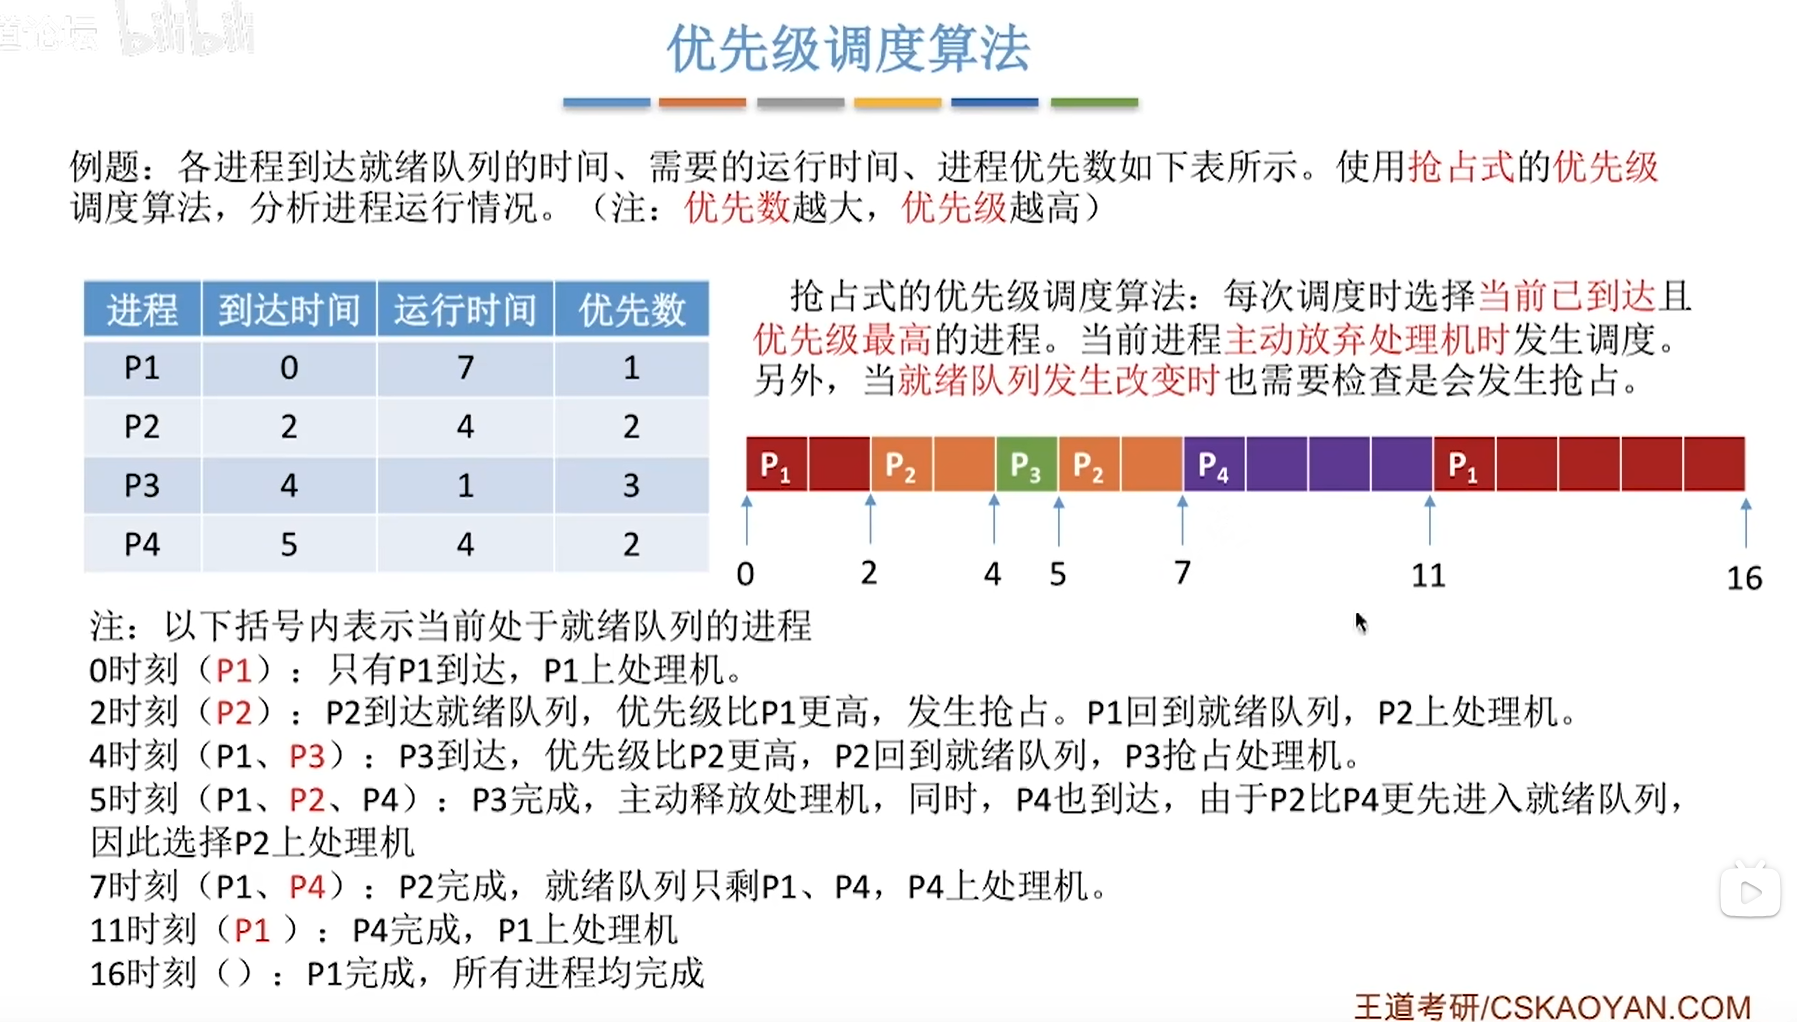 道论坛 bilibili
优先级调度算法
例题：各进程到达就绪队列的时间、需要的运行时间、进程优先数如下表所示。使用抢占式的优先级
调度算法，分析进程运行情况。（注：优先数越大，优先级越高）
进程 到达时间 运行时间 优先数
P1 0 7 1
P2 2 4 2
P3 4 1 3
P4 5 4 2
抢占式的优先级调度算法：每次调度时选择当前已到达且
优先级最高的进程。当前进程主动放弃处理机时发生调度。
另外，当就绪队列发生改变时也需要检查是会发生抢占。
P1 P2 P3 P2 P4 P1
0 2 4 5 7 11 16
注：以下括号内表示当前处于就绪队列的进程
0时刻（P1）：只有P1到达，P1上处理机。
2时刻（P2）：P2到达就绪队列，优先级比P1更高，发生抢占。P1回到就绪队列，P2上处理机。
4时刻（P1、P3）：P3到达，优先级比P2更高，P2回到就绪队列，P3抢占处理机。
5时刻（P1、P2、P4）：P3完成，主动释放处理机，同时，P4也到达，由于P2比P4更先进入就绪队列，
因此选择P2上处理机
7时刻（P1、P4）：P2完成，就绪队列只剩P1、P4，P4上处理机。
11时刻（P1 ）：P4完成，P1上处理机
16时刻（）：P1完成，所有进程均完成
王道考研/CSKAOYAN.COM